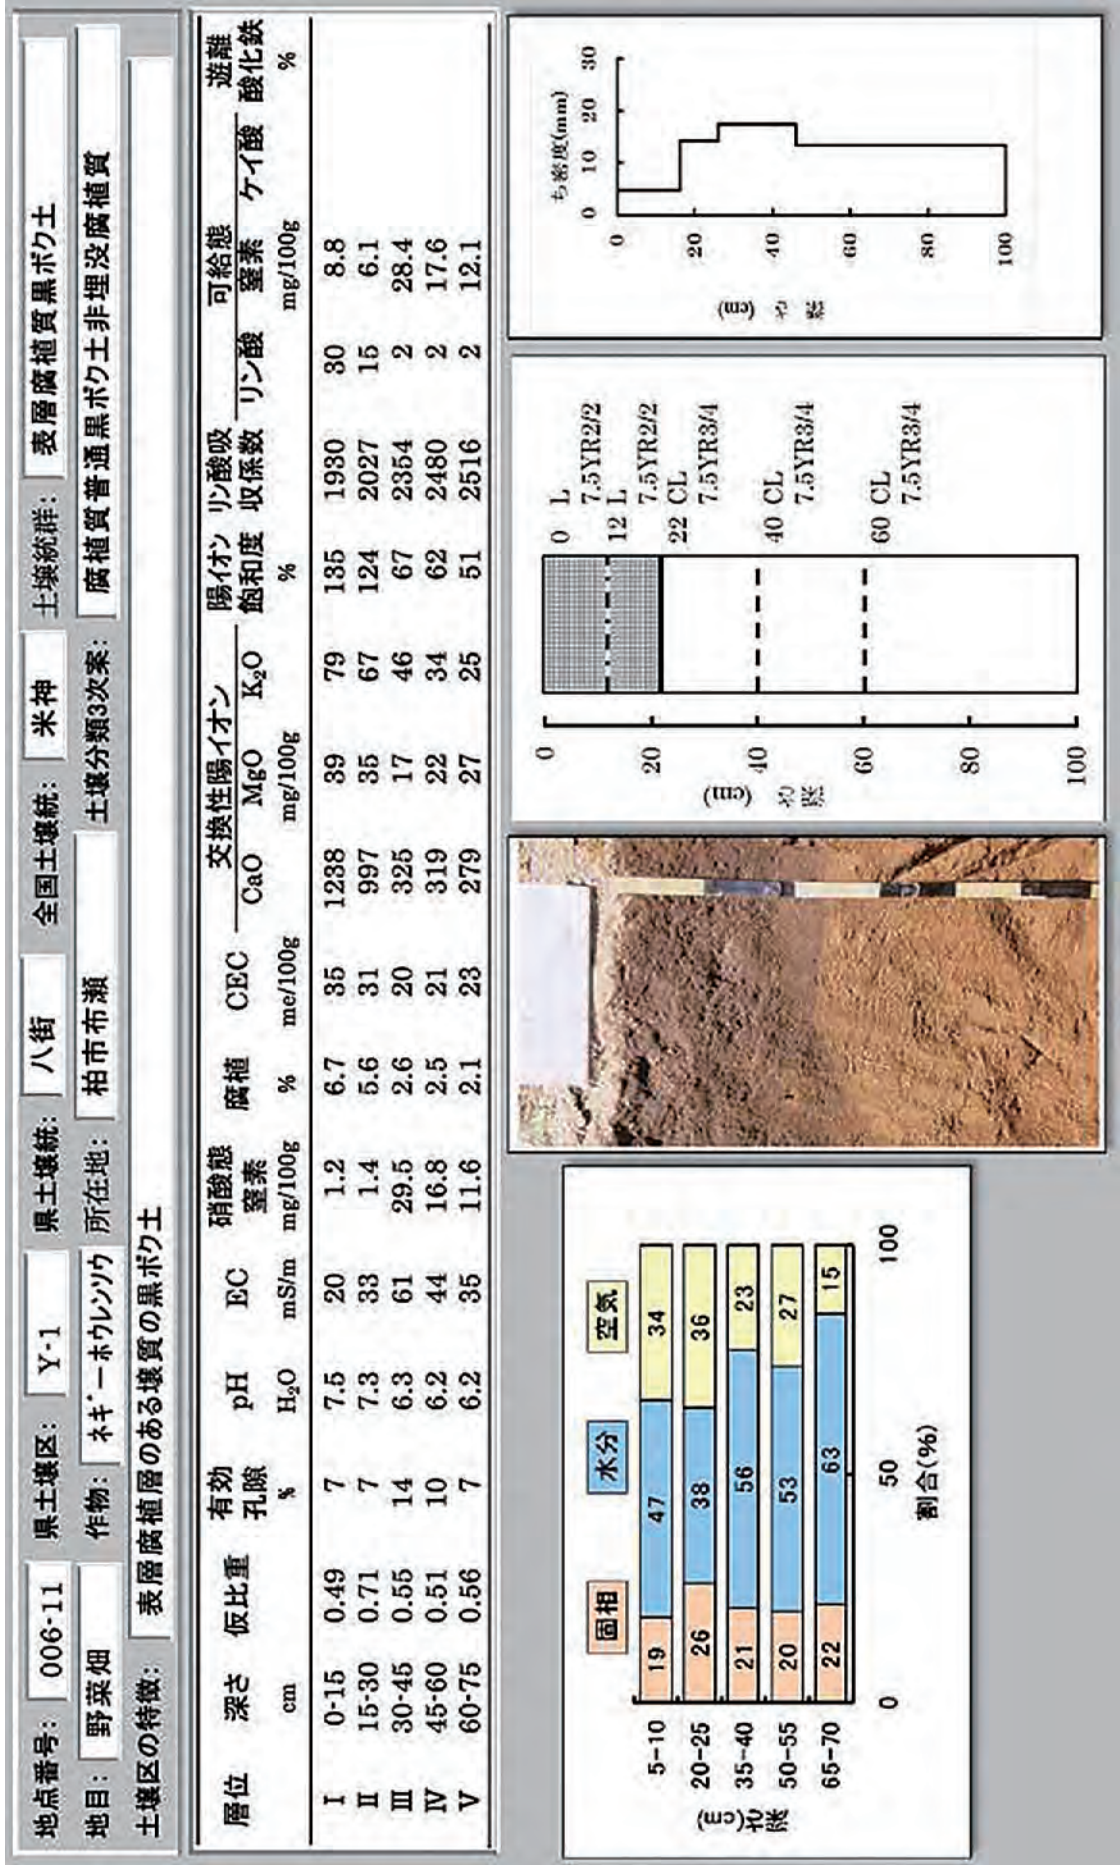 地点番号: 006-11 県土壌区: Y-1 県土壌統: 八街 全国土壌統: 米神 土壌統群: 表層腐植質黒ボク土
地目: 野菜畑 作物: ネギーホウレンソウ 所在地: 柏市布瀬 土壌分類3次案: 腐植質普通黒ボク土非埋没腐植質
土壌区の特徴: 表層腐植層のある壌質の黒ボク土
層位 深さ 仮比重 有効孔隙 pH EC 硝酸態窒素 腐植 CEC 交換性陽イオン 陽イオン飽和度 リン酸吸収係数 可給態 遊離酸化鉄
CaO MgO K₂O リン酸 窒素 ケイ酸
cm % H₂O mS/m mg/100g % me/100g mg/100g % mg/100g %
I 0-15 0.49 7 7.5 20 1.2 6.7 35 1288 39 79 135 1930 30 8.8
II 15-30 0.71 7 7.3 33 1.4 5.6 31 997 35 67 124 2027 15 6.1
III 30-45 0.55 14 6.3 61 29.5 2.6 20 325 17 46 67 2354 2 28.4
IV 45-60 0.51 10 6.2 44 16.8 2.5 21 319 22 34 62 2480 2 17.6
V 60-75 0.56 7 6.2 35 11.6 2.1 23 279 27 25 51 2516 2 12.1
固相 水分 空気
5-10 19 47 34
20-25 26 38 36
35-40 21 56 23
50-55 20 53 27
65-70 22 63 15
深さ(cm)
0 50 100
割合(%)
0
20
40
60
80
100
深さ (cm)
0 L
7.5YR2/2
12 L
7.5YR2/2
22 CL
7.5YR3/4
40 CL
7.5YR3/4
60 CL
7.5YR3/4
ち密度(mm)
0 10 20 30
0
20
40
60
80
100
深さ (cm)